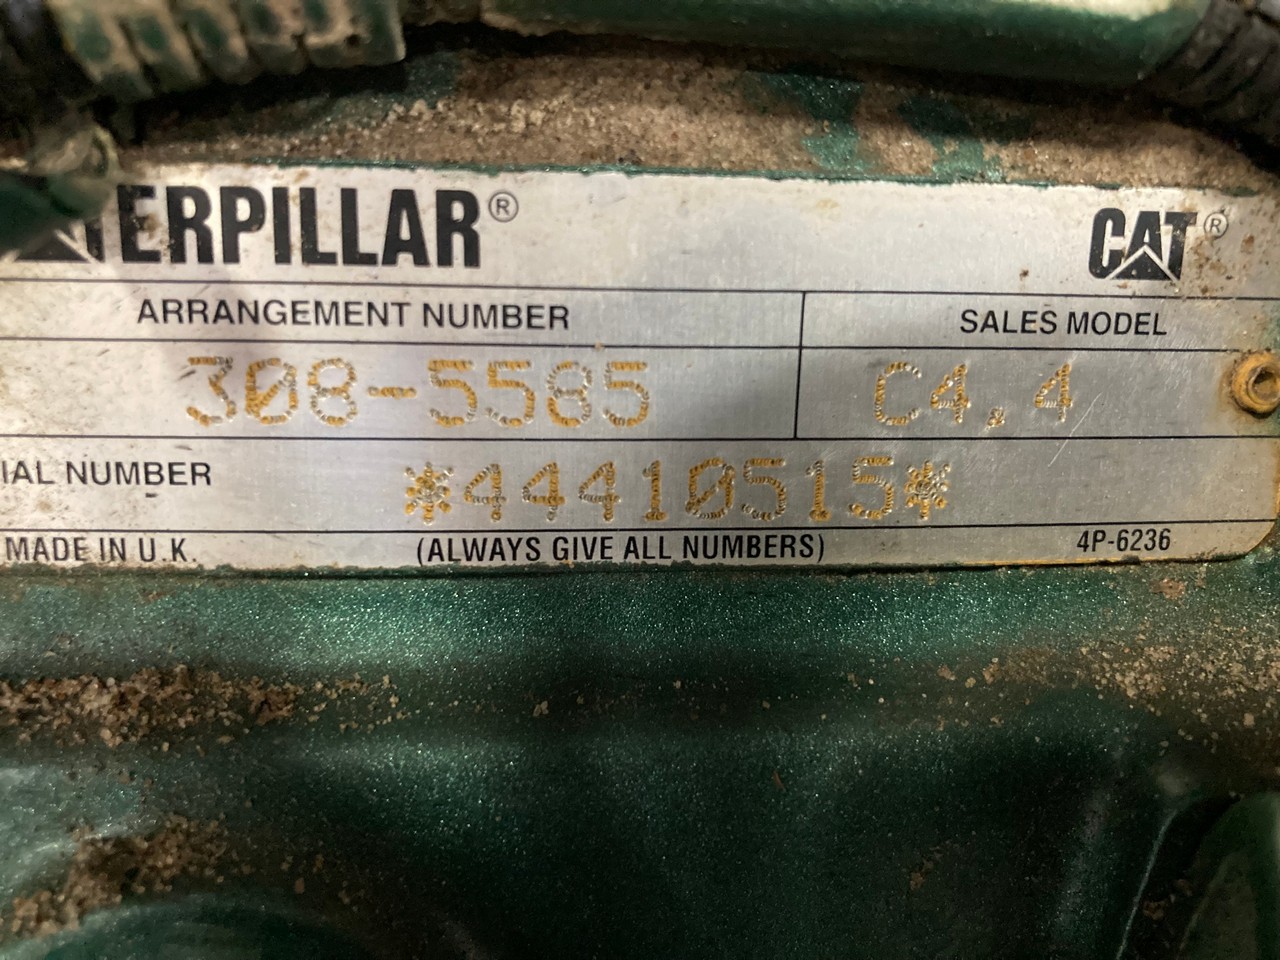 TERPILLAR®
CAT®
ARRANGEMENT NUMBER
SALES MODEL
308-5585
C4.4
IAL NUMBER
*44410515*
MADE IN U.K.
(ALWAYS GIVE ALL NUMBERS)
4P-6236